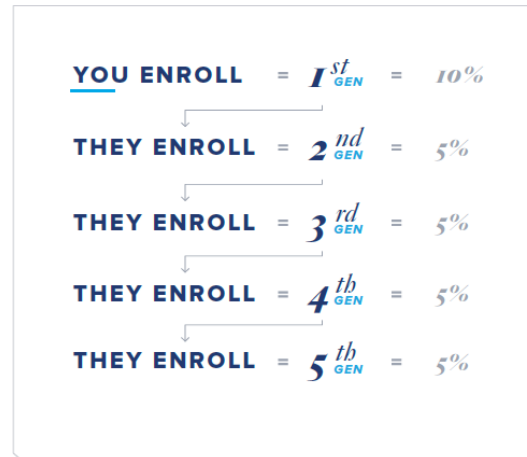 YOU ENROLL = 1st GEN = 10%
THEY ENROLL = 2nd GEN = 5%
THEY ENROLL = 3rd GEN = 5%
THEY ENROLL = 4th GEN = 5%
THEY ENROLL = 5th GEN = 5%